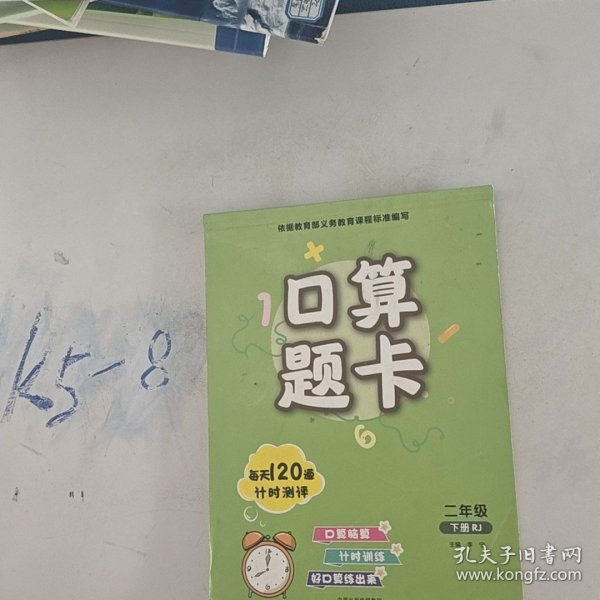 依据教育部义务教育课程标准编写
口算
题卡
K5-8
每天120道
计时测评
二年级
下册 RJ
口算脑算
计时训练
好口算练出来
孔夫子旧书网
www.kongfz.com